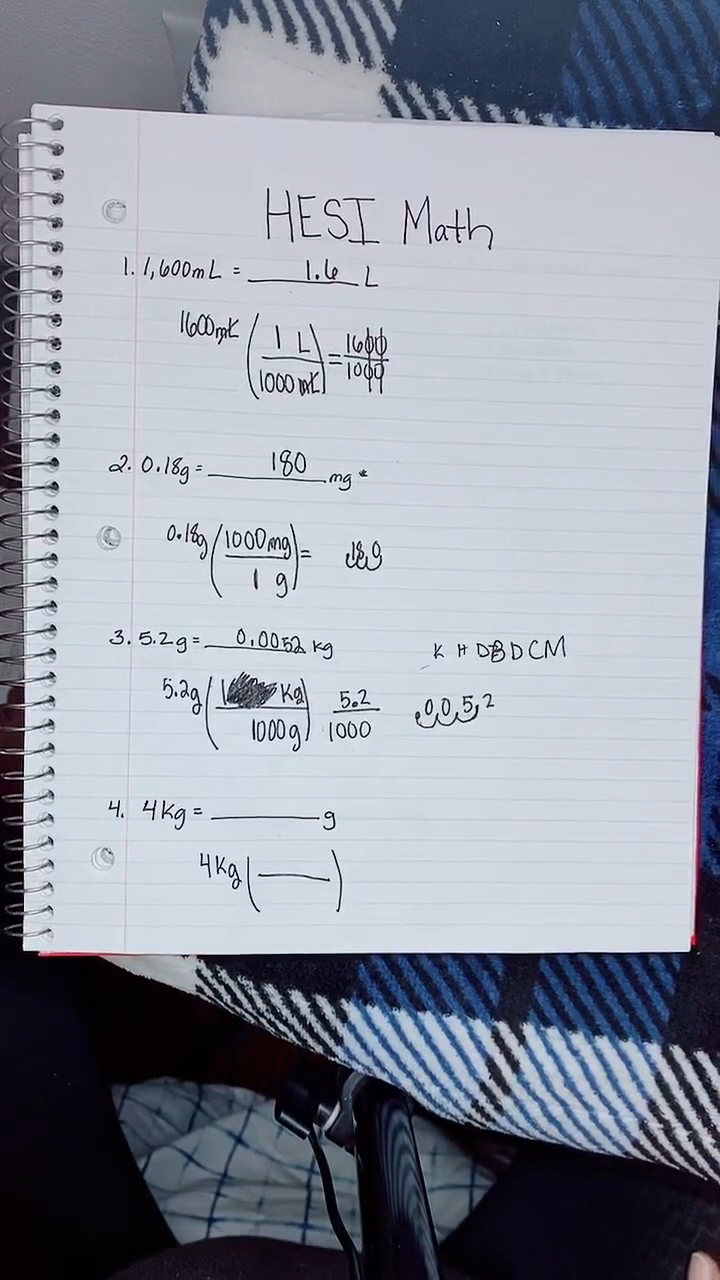 HESI Math
1. 1,600mL = 1.6 L
1600mL ( 1 L / 1000 mL ) = 1600 / 1000
2. 0.18g = 180 mg *
0.18g ( 1000mg / 1 g ) = 
3. 5.2g = 0.0052 kg K H D B D C M
5.2g ( 1 Kg / 1000g ) 5.2 / 1000 0 0 5 2
4. 4Kg = ______ g
4Kg ( — )